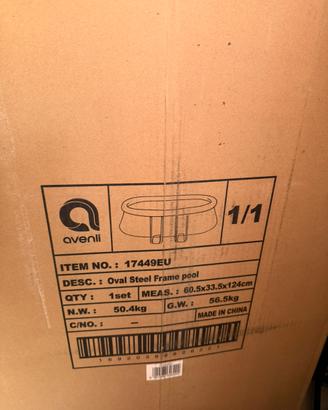 avenli
1/1
ITEM NO. : 17449EU
DESC. : Oval Steel Frame pool
QTY : 1set MEAS. : 60.5x33.5x124cm
N.W. : 50.4kg G.W. : 56.5kg
C/NO. : – MADE IN CHINA